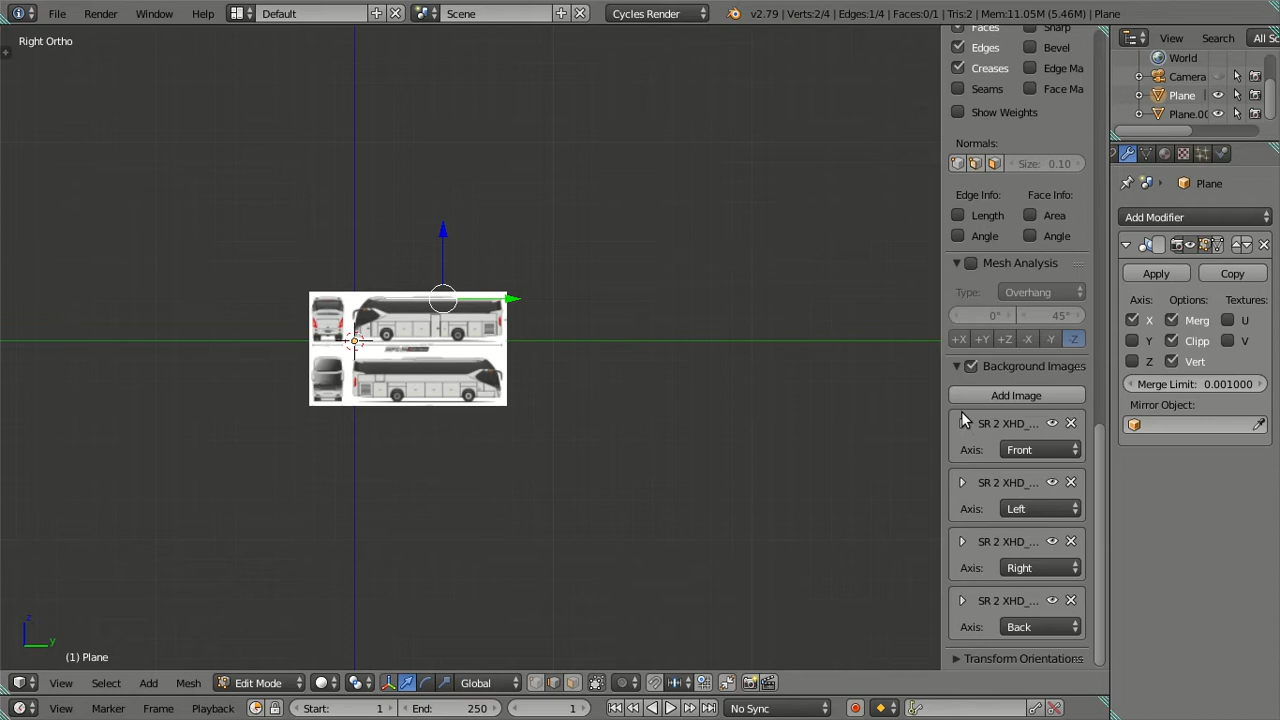 File Render Window Help Default Scene Cycles Render v2.79 | Verts:2/4 | Edges:1/4 | Faces:0/1 | Tris:2 | Mem:11.05M (5.46M) | Plane
Right Ortho
View Search All Sc
World
Camera
Plane
Plane.00
Faces Sharp
Edges Bevel
Creases Edge Ma
Seams Face Ma
Show Weights
Normals:
Size: 0.10
Edge Info: Face Info:
Length Area
Angle Angle
Mesh Analysis
Type: Overhang
0° 45°
+X +Y +Z -X -Y -Z
Background Images
Add Image
SR 2 XHD_...
Axis: Front
SR 2 XHD_...
Axis: Left
SR 2 XHD_...
Axis: Right
SR 2 XHD_...
Axis: Back
Transform Orientations
Plane
Add Modifier
Apply Copy
Axis: Options: Textures:
X Merg U
Y Clipp V
Z Vert
Merge Limit: 0.001000
Mirror Object:
z
y
(1) Plane
View Select Add Mesh Edit Mode Global
View Marker Frame Playback Start: 1 End: 250 1 No Sync